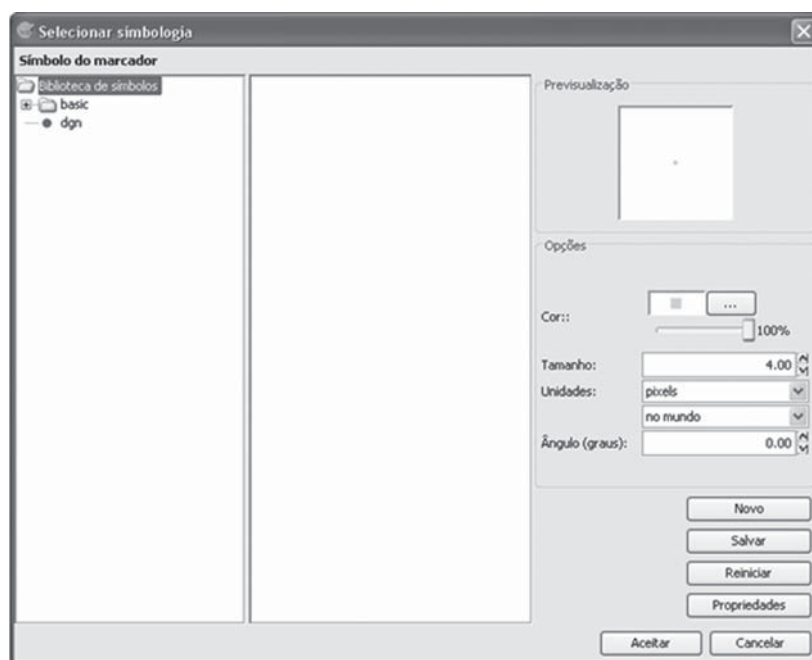 Selecionar simbologia
Símbolo do marcador
Biblioteca de símbolos
basic
dgn
Previsualização
Opções
Cor::
...
100%
Tamanho:
4.00
Unidades:
pixels
no mundo
Ângulo (graus):
0.00
Novo
Salvar
Reiniciar
Propriedades
Aceitar
Cancelar